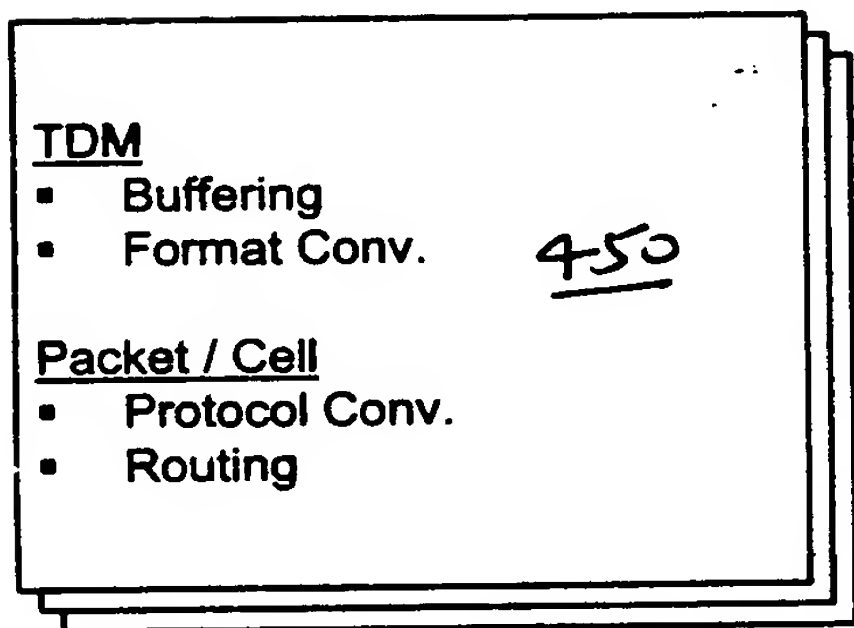 TDM
▪ Buffering
▪ Format Conv.
450
Packet / Cell
▪ Protocol Conv.
▪ Routing